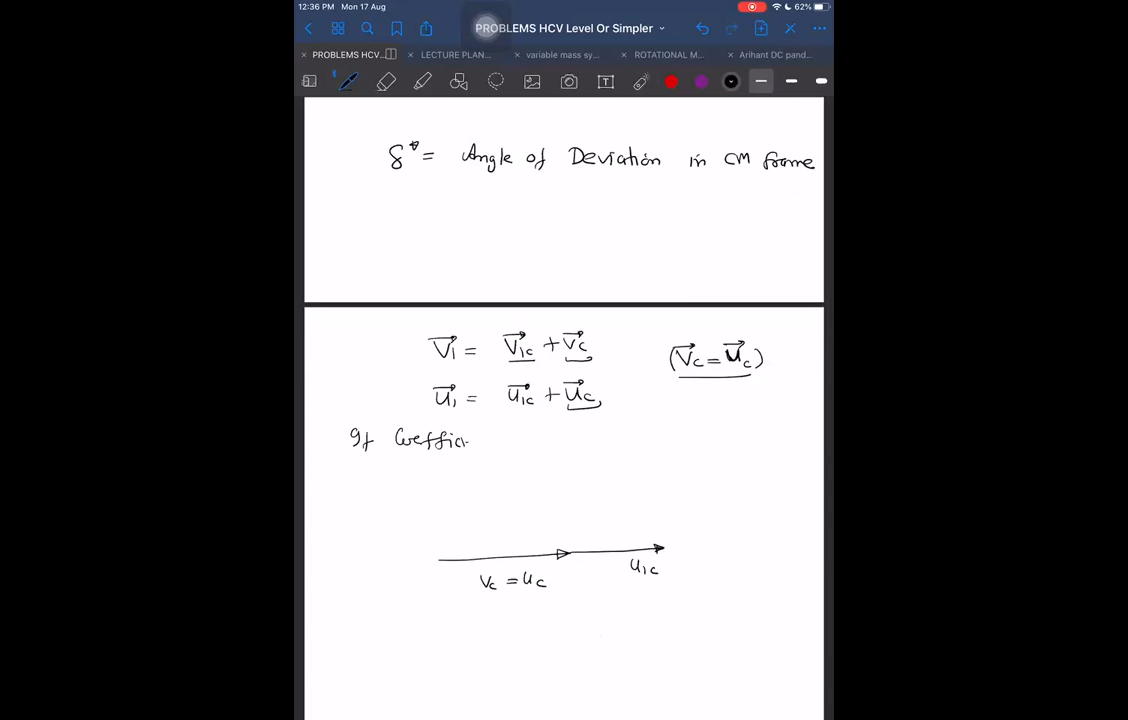 12:36 PM Mon 17 Aug
62%
PROBLEMS HCV Level Or Simpler
PROBLEMS HCV...
LECTURE PLAN...
variable mass sy...
ROTATIONAL M...
Arihant DC pand...
δ* = Angle of Deviation in CM frame
V⃗₁ = V⃗₁c + V⃗c (V⃗c = u⃗c)
u⃗₁ = u⃗₁c + u⃗c
If Coeffici
Vc = uc
u₁c